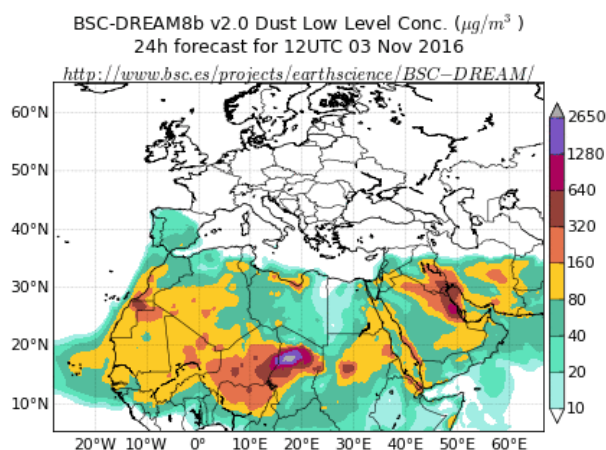 BSC-DREAM8b v2.0 Dust Low Level Conc. (μg/m³ )
24h forecast for 12UTC 03 Nov 2016
http://www.bsc.es/projects/earthscience/BSC−DREAM/
60°N
50°N
40°N
30°N
20°N
10°N
20°W 10°W 0° 10°E 20°E 30°E 40°E 50°E 60°E
2650
1280
640
320
160
80
40
20
10